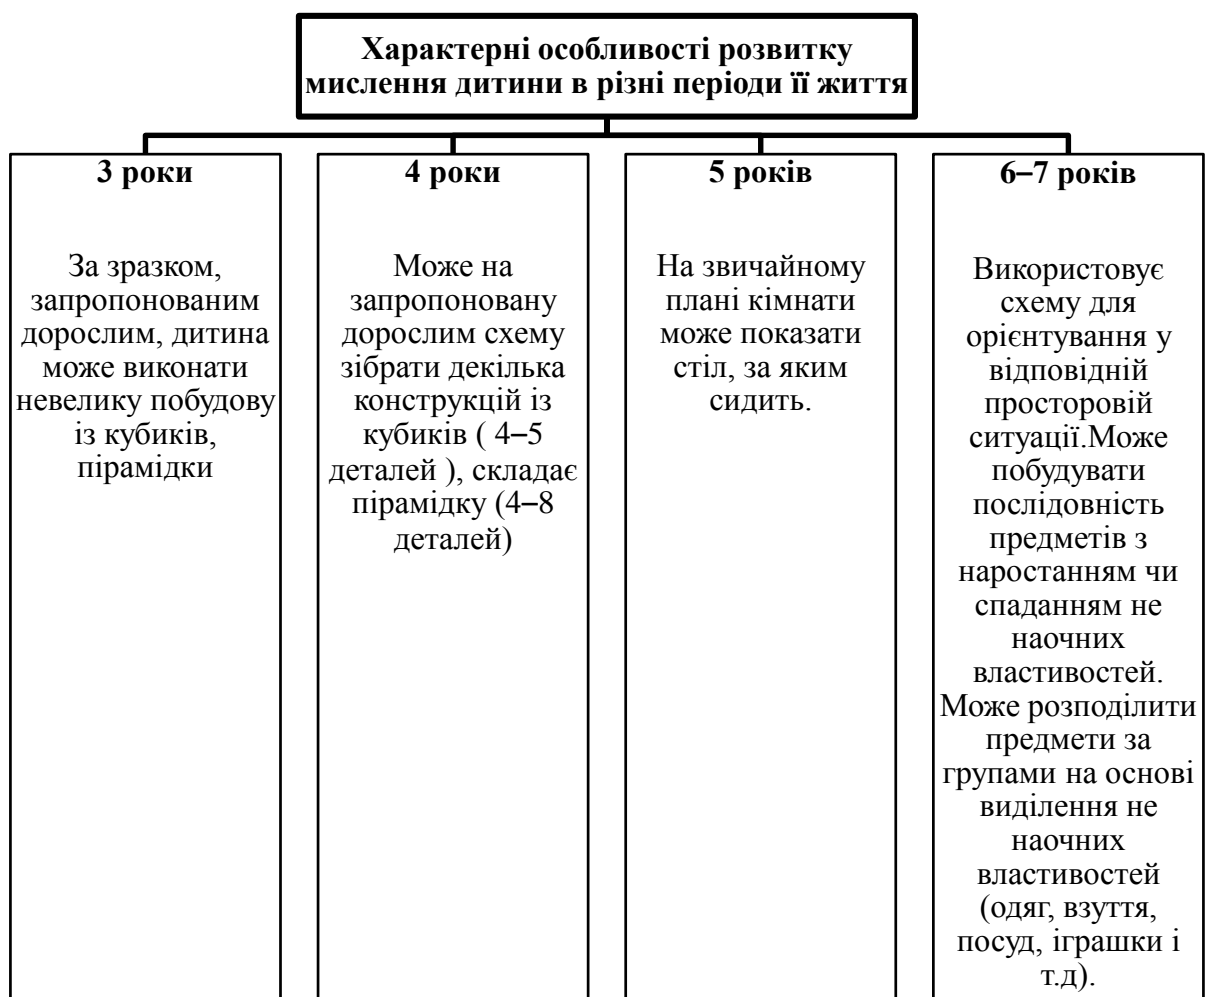 Характерні особливості розвитку
мислення дитини в різні періоди її життя
3 роки
За зразком,
запропонованим
дорослим, дитина
може виконати
невелику побудову
із кубиків,
пірамідки
4 роки
Може на
запропоновану
дорослим схему
зібрати декілька
конструкцій із
кубиків ( 4–5
деталей ), складає
пірамідку (4–8
деталей)
5 років
На звичайному
плані кімнати
може показати
стіл, за яким
сидить.
6–7 років
Використовує
схему для
орієнтування у
відповідній
просторовій
ситуації.Може
побудувати
послідовність
предметів з
наростанням чи
спаданням не
наочних
властивостей.
Може розподілити
предмети за
групами на основі
виділення не
наочних
властивостей
(одяг, взуття,
посуд, іграшки і
т.д).